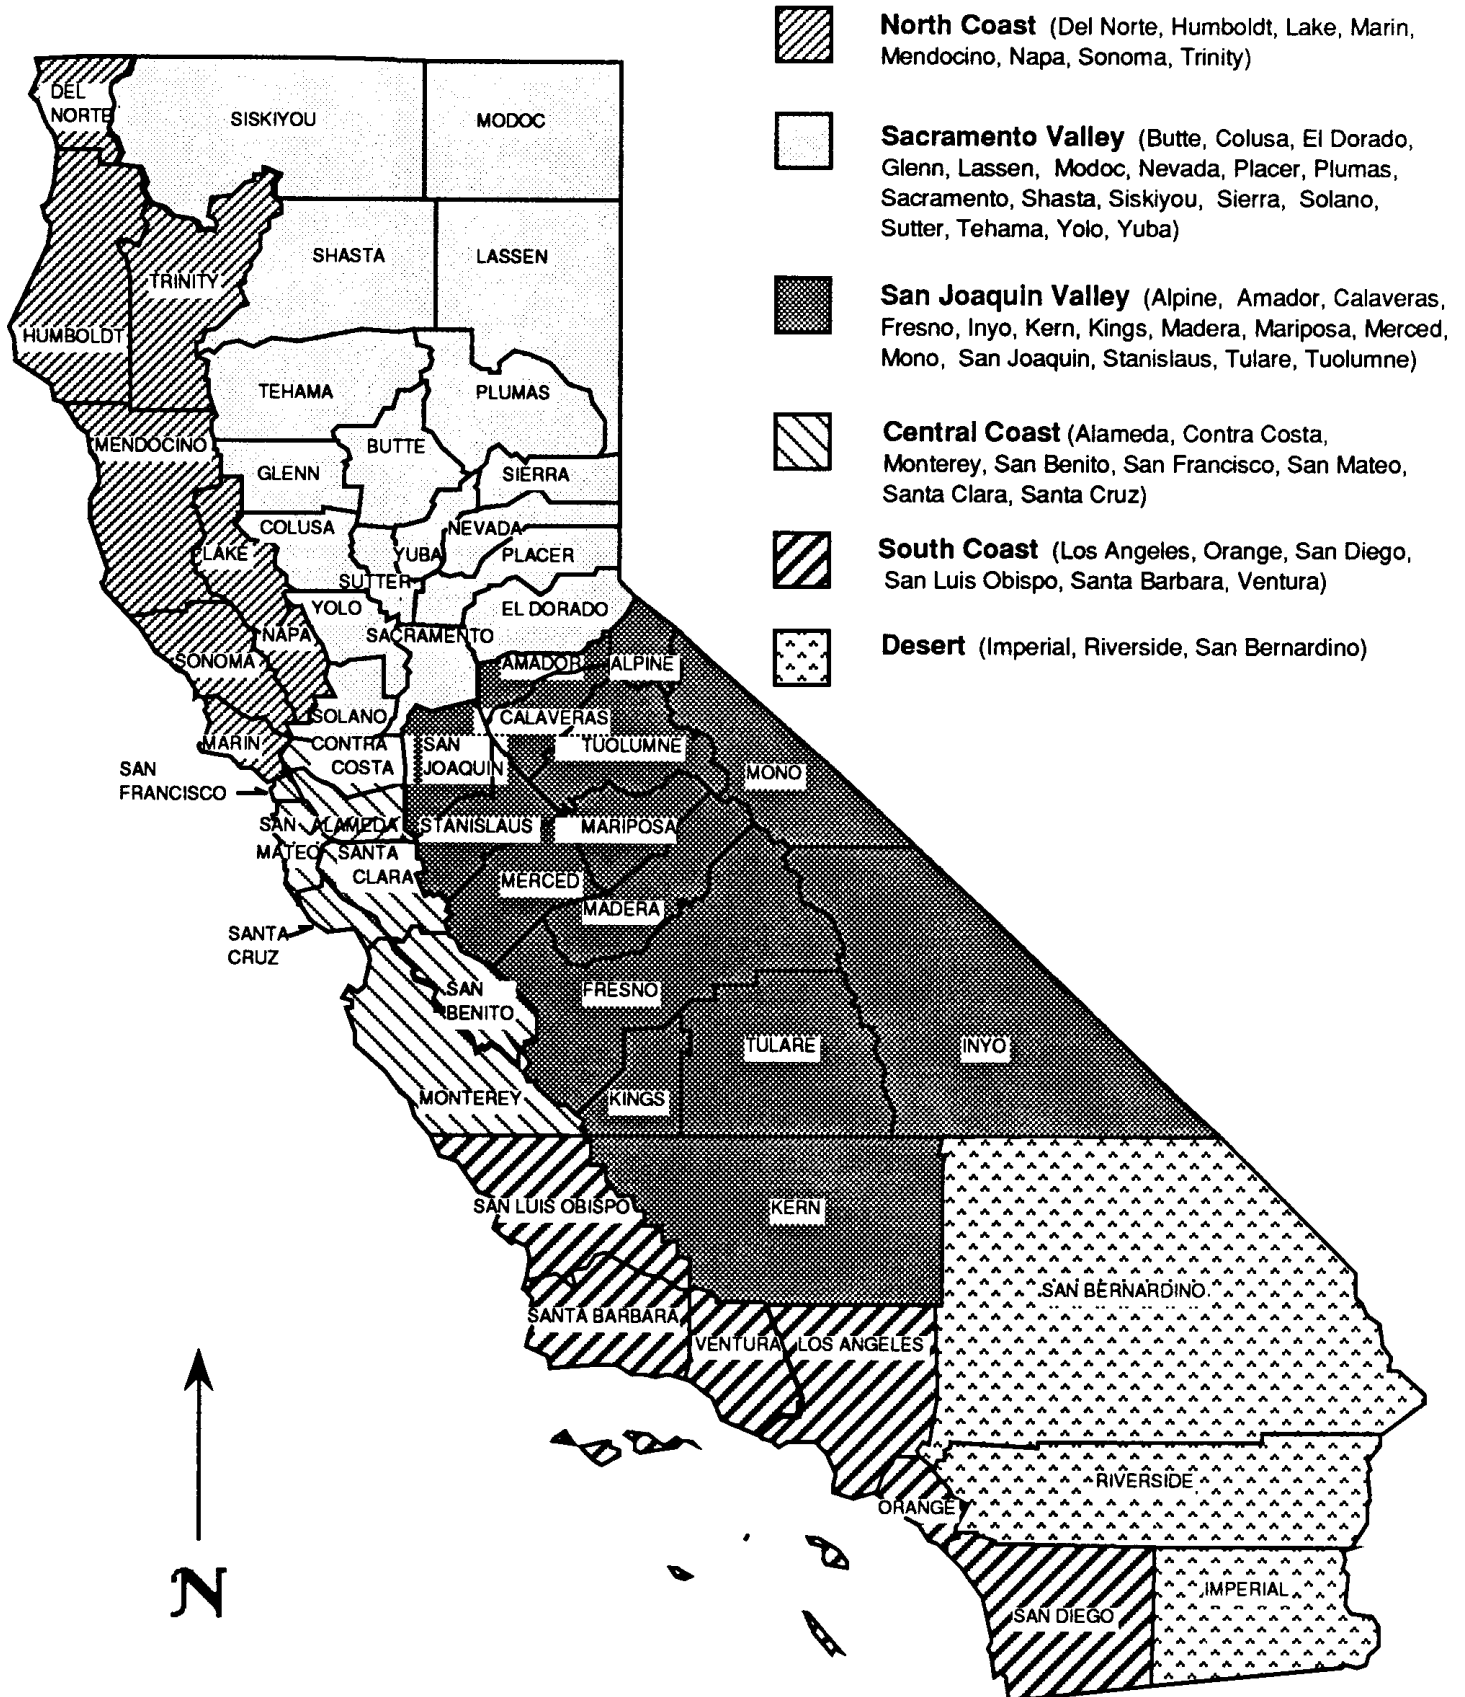 North Coast (Del Norte, Humboldt, Lake, Marin,
Mendocino, Napa, Sonoma, Trinity)
Sacramento Valley (Butte, Colusa, El Dorado,
Glenn, Lassen, Modoc, Nevada, Placer, Plumas,
Sacramento, Shasta, Siskiyou, Sierra, Solano,
Sutter, Tehama, Yolo, Yuba)
San Joaquin Valley (Alpine, Amador, Calaveras,
Fresno, Inyo, Kern, Kings, Madera, Mariposa, Merced,
Mono, San Joaquin, Stanislaus, Tulare, Tuolumne)
Central Coast (Alameda, Contra Costa,
Monterey, San Benito, San Francisco, San Mateo,
Santa Clara, Santa Cruz)
South Coast (Los Angeles, Orange, San Diego,
San Luis Obispo, Santa Barbara, Ventura)
Desert (Imperial, Riverside, San Bernardino)
DEL
NORTE
SISKIYOU
MODOC
SHASTA
LASSEN
TRINITY
HUMBOLDT
TEHAMA
PLUMAS
MENDOCINO
BUTTE
GLENN
SIERRA
COLUSA
NEVADA
LAKE
YUBA
PLACER
SUTTER
YOLO
EL DORADO
NAPA
SACRAMENTO
SONOMA
AMADOR
ALPINE
SOLANO
CALAVERAS
MARIN
CONTRA
COSTA
SAN
JOAQUIN
TUOLUMNE
MONO
SAN
FRANCISCO
SAN
MATEO
ALAMEDA
STANISLAUS
MARIPOSA
SANTA
CLARA
MERCED
MADERA
SANTA
CRUZ
SAN
BENITO
FRESNO
TULARE
INYO
MONTEREY
KINGS
SAN LUIS OBISPO
KERN
SAN BERNARDINO
SANTA BARBARA
VENTURA
LOS ANGELES
RIVERSIDE
ORANGE
IMPERIAL
SAN DIEGO
N